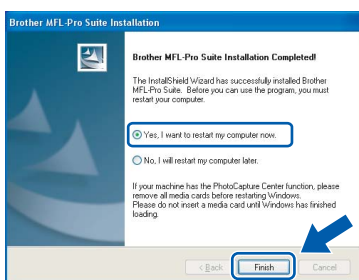 Brother MFL-Pro Suite Installation
Brother MFL-Pro Suite Installation Completed!
The InstallShield Wizard has successfully installed Brother
MFL-Pro Suite. Before you can use the program, you must
restart your computer.
Yes, I want to restart my computer now.
No, I will restart my computer later.
If your machine has the PhotoCapture Center function, please
remove all media cards before restarting Windows.
Please do not insert a media card until Windows has finished
loading.
< Back
Finish
Cancel